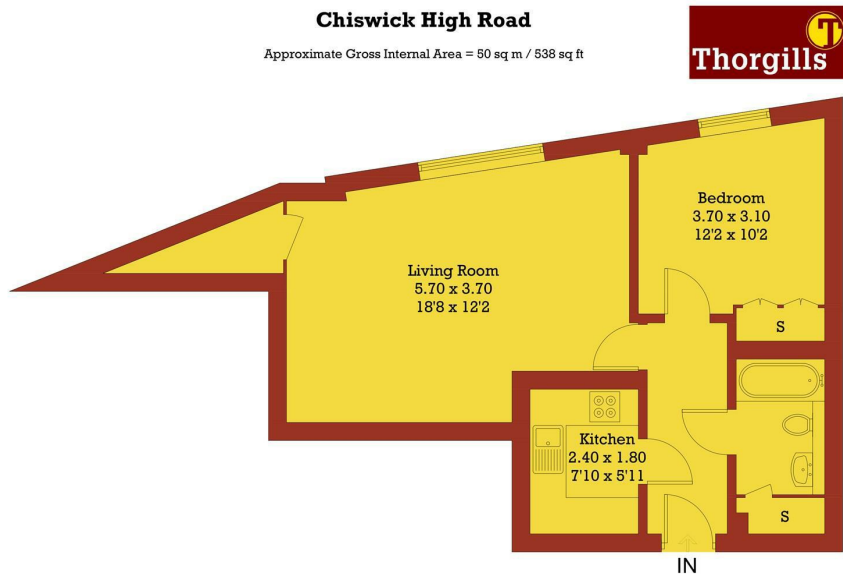 Chiswick High Road
Approximate Gross Internal Area = 50 sq m / 538 sq ft
T
Thorgills
Bedroom
3.70 x 3.10
12'2 x 10'2
Living Room
5.70 x 3.70
18'8 x 12'2
S
Kitchen
2.40 x 1.80
7'10 x 5'11
S
IN